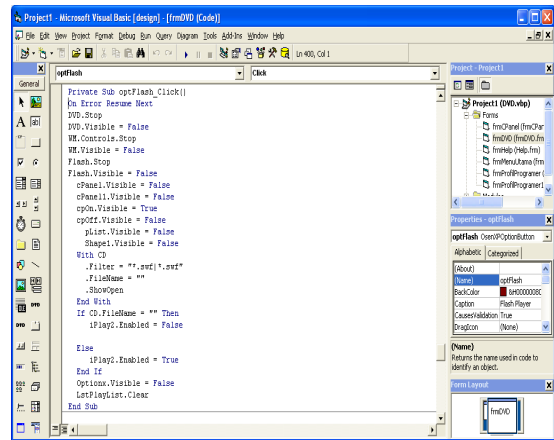 Project1 - Microsoft Visual Basic [design] - [frmDVD (Code)]
File Edit View Project Format Debug Run Query Diagram Tools Add-Ins Window Help
Ln 400, Col 1
General
optFlash
Click
Private Sub optFlash_Click()
On Error Resume Next
DVD.Stop
DVD.Visible = False
WM.Controls.Stop
WM.Visible = False
Flash.Stop
Flash.Visible = False
cPanel.Visible = False
cPanel1.Visible = False
cpOn.Visible = True
cpOff.Visible = False
pList.Visible = False
Shape1.Visible = False
With CD
.Filter = "*.swf|*.swf"
.FileName = ""
.ShowOpen
End With
If CD.FileName = "" Then
iPlay2.Enabled = False
Else
iPlay2.Enabled = True
End If
Optionx.Visible = False
LstPlayList.Clear
End Sub
Project - Project1
Project1 (DVD.vbp)
Forms
frmCPanel (frmCPar
frmDVD (frmDVD.frm
frmHelp (Help.frm)
frmMenuUtama (frm
frmProfilProgramer (
frmProfilProgramer1
Properties - optFlash
optFlash OsenXPOptionButton
Alphabetic Categorized
(About)
(Name) optFlash
BackColor &H0000008C
Caption Flash Player
CausesValidation True
DragIcon (None)
(Name)
Returns the name used in code to
identify an object.
Form Layout
frmDVD